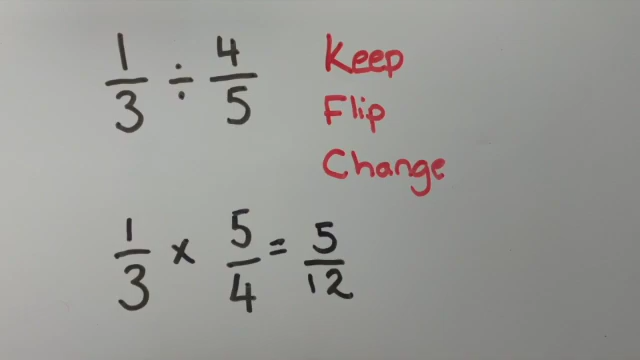 1/3 ÷ 4/5
Keep
Flip
Change
1/3 × 5/4 = 5/12